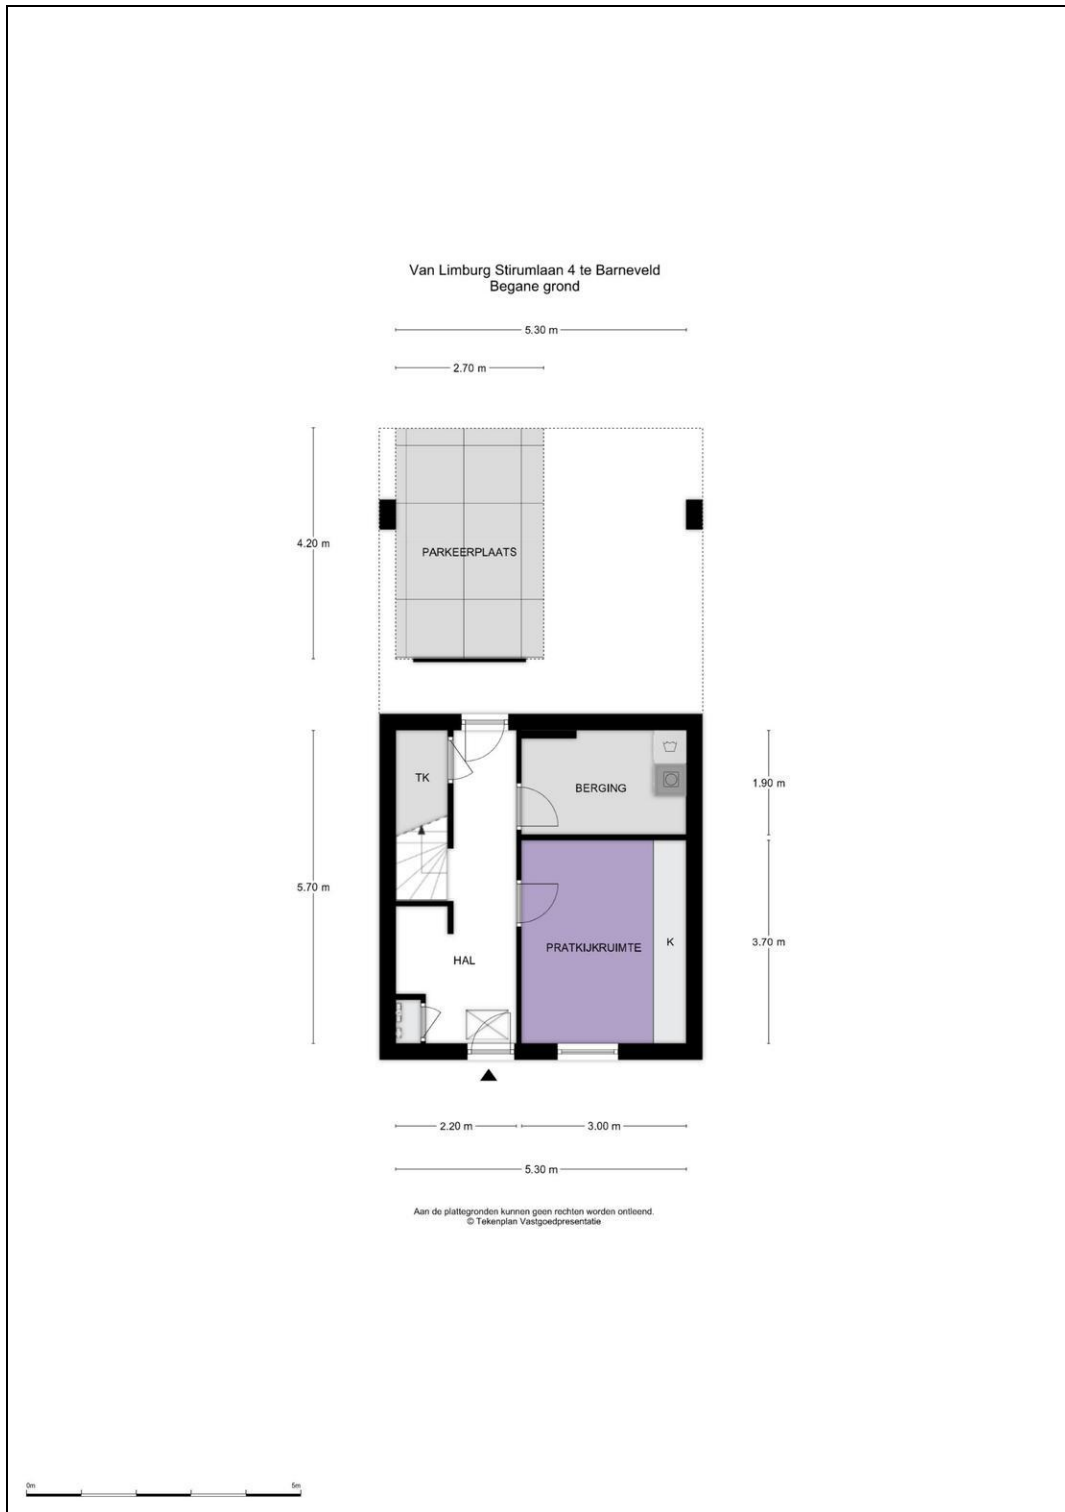 Van Limburg Stirumlaan 4 te Barneveld
Begane grond
5.30 m
2.70 m
4.20 m
PARKEERPLAATS
TK
BERGING
1.90 m
5.70 m
PRATKIJKRUIMTE
K
3.70 m
HAL
2.20 m
3.00 m
5.30 m
Aan de plattegronden kunnen geen rechten worden ontleend.
© Tekenplan Vastgoedpresentatie
0m
5m